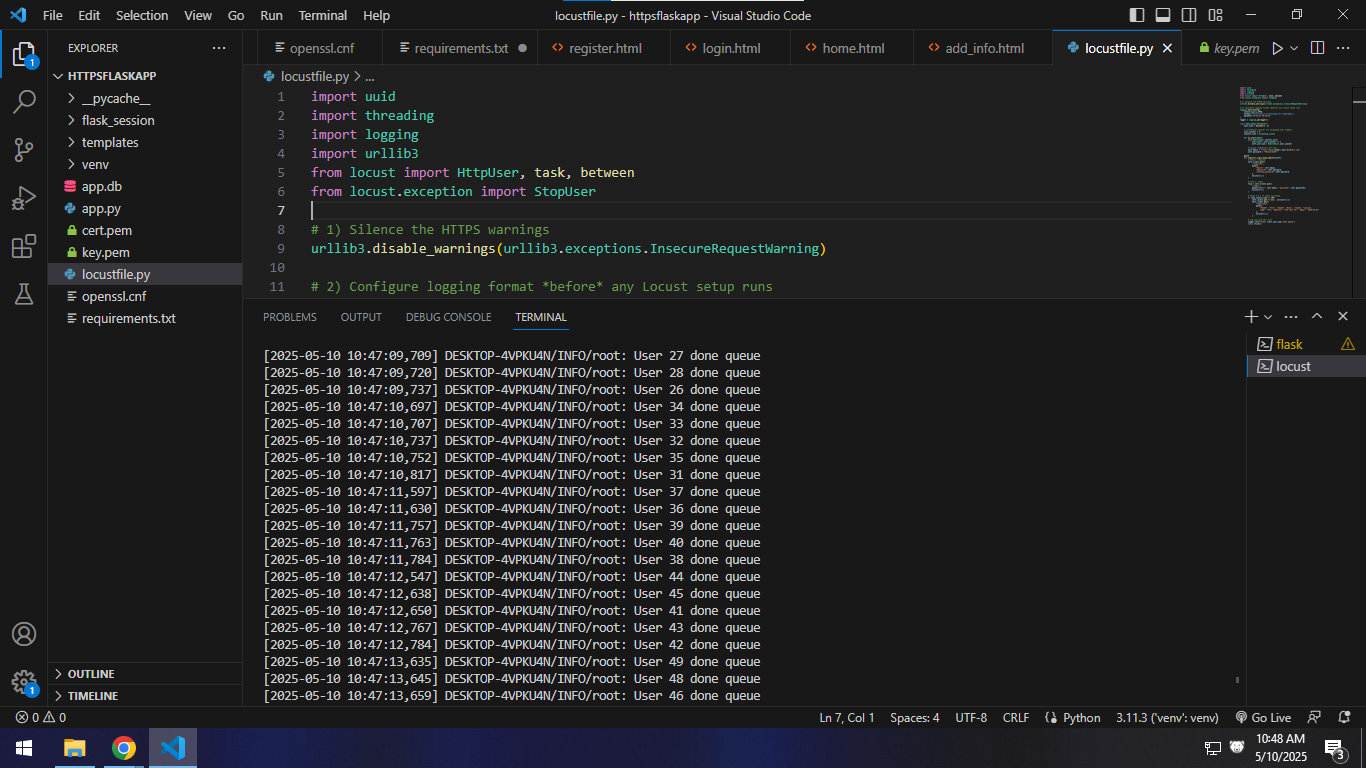 File Edit Selection View Go Run Terminal Help
locustfile.py - httpsflaskapp - Visual Studio Code
EXPLORER
openssl.cnf
requirements.txt
register.html
login.html
home.html
add_info.html
locustfile.py
key.pem
1
HTTPSFLASKAPP
__pycache__
flask_session
templates
venv
app.db
app.py
cert.pem
key.pem
locustfile.py
openssl.cnf
requirements.txt
OUTLINE
TIMELINE
1
locustfile.py > ...
1 import uuid
2 import threading
3 import logging
4 import urllib3
5 from locust import HttpUser, task, between
6 from locust.exception import StopUser
7
8 # 1) Silence the HTTPS warnings
9 urllib3.disable_warnings(urllib3.exceptions.InsecureRequestWarning)
10
11 # 2) Configure logging format *before* any Locust setup runs
PROBLEMS OUTPUT DEBUG CONSOLE TERMINAL
[2025-05-10 10:47:09,709] DESKTOP-4VPKU4N/INFO/root: User 27 done queue
[2025-05-10 10:47:09,720] DESKTOP-4VPKU4N/INFO/root: User 28 done queue
[2025-05-10 10:47:09,737] DESKTOP-4VPKU4N/INFO/root: User 26 done queue
[2025-05-10 10:47:10,697] DESKTOP-4VPKU4N/INFO/root: User 34 done queue
[2025-05-10 10:47:10,707] DESKTOP-4VPKU4N/INFO/root: User 33 done queue
[2025-05-10 10:47:10,737] DESKTOP-4VPKU4N/INFO/root: User 32 done queue
[2025-05-10 10:47:10,752] DESKTOP-4VPKU4N/INFO/root: User 35 done queue
[2025-05-10 10:47:10,817] DESKTOP-4VPKU4N/INFO/root: User 31 done queue
[2025-05-10 10:47:11,597] DESKTOP-4VPKU4N/INFO/root: User 37 done queue
[2025-05-10 10:47:11,630] DESKTOP-4VPKU4N/INFO/root: User 36 done queue
[2025-05-10 10:47:11,757] DESKTOP-4VPKU4N/INFO/root: User 39 done queue
[2025-05-10 10:47:11,763] DESKTOP-4VPKU4N/INFO/root: User 40 done queue
[2025-05-10 10:47:11,784] DESKTOP-4VPKU4N/INFO/root: User 38 done queue
[2025-05-10 10:47:12,547] DESKTOP-4VPKU4N/INFO/root: User 44 done queue
[2025-05-10 10:47:12,638] DESKTOP-4VPKU4N/INFO/root: User 45 done queue
[2025-05-10 10:47:12,650] DESKTOP-4VPKU4N/INFO/root: User 41 done queue
[2025-05-10 10:47:12,767] DESKTOP-4VPKU4N/INFO/root: User 43 done queue
[2025-05-10 10:47:12,784] DESKTOP-4VPKU4N/INFO/root: User 42 done queue
[2025-05-10 10:47:13,635] DESKTOP-4VPKU4N/INFO/root: User 49 done queue
[2025-05-10 10:47:13,645] DESKTOP-4VPKU4N/INFO/root: User 48 done queue
[2025-05-10 10:47:13,659] DESKTOP-4VPKU4N/INFO/root: User 46 done queue
flask
locust
0 0
Ln 7, Col 1 Spaces: 4 UTF-8 CRLF Python 3.11.3 ('venv': venv) Go Live
10:48 AM
5/10/2025
3